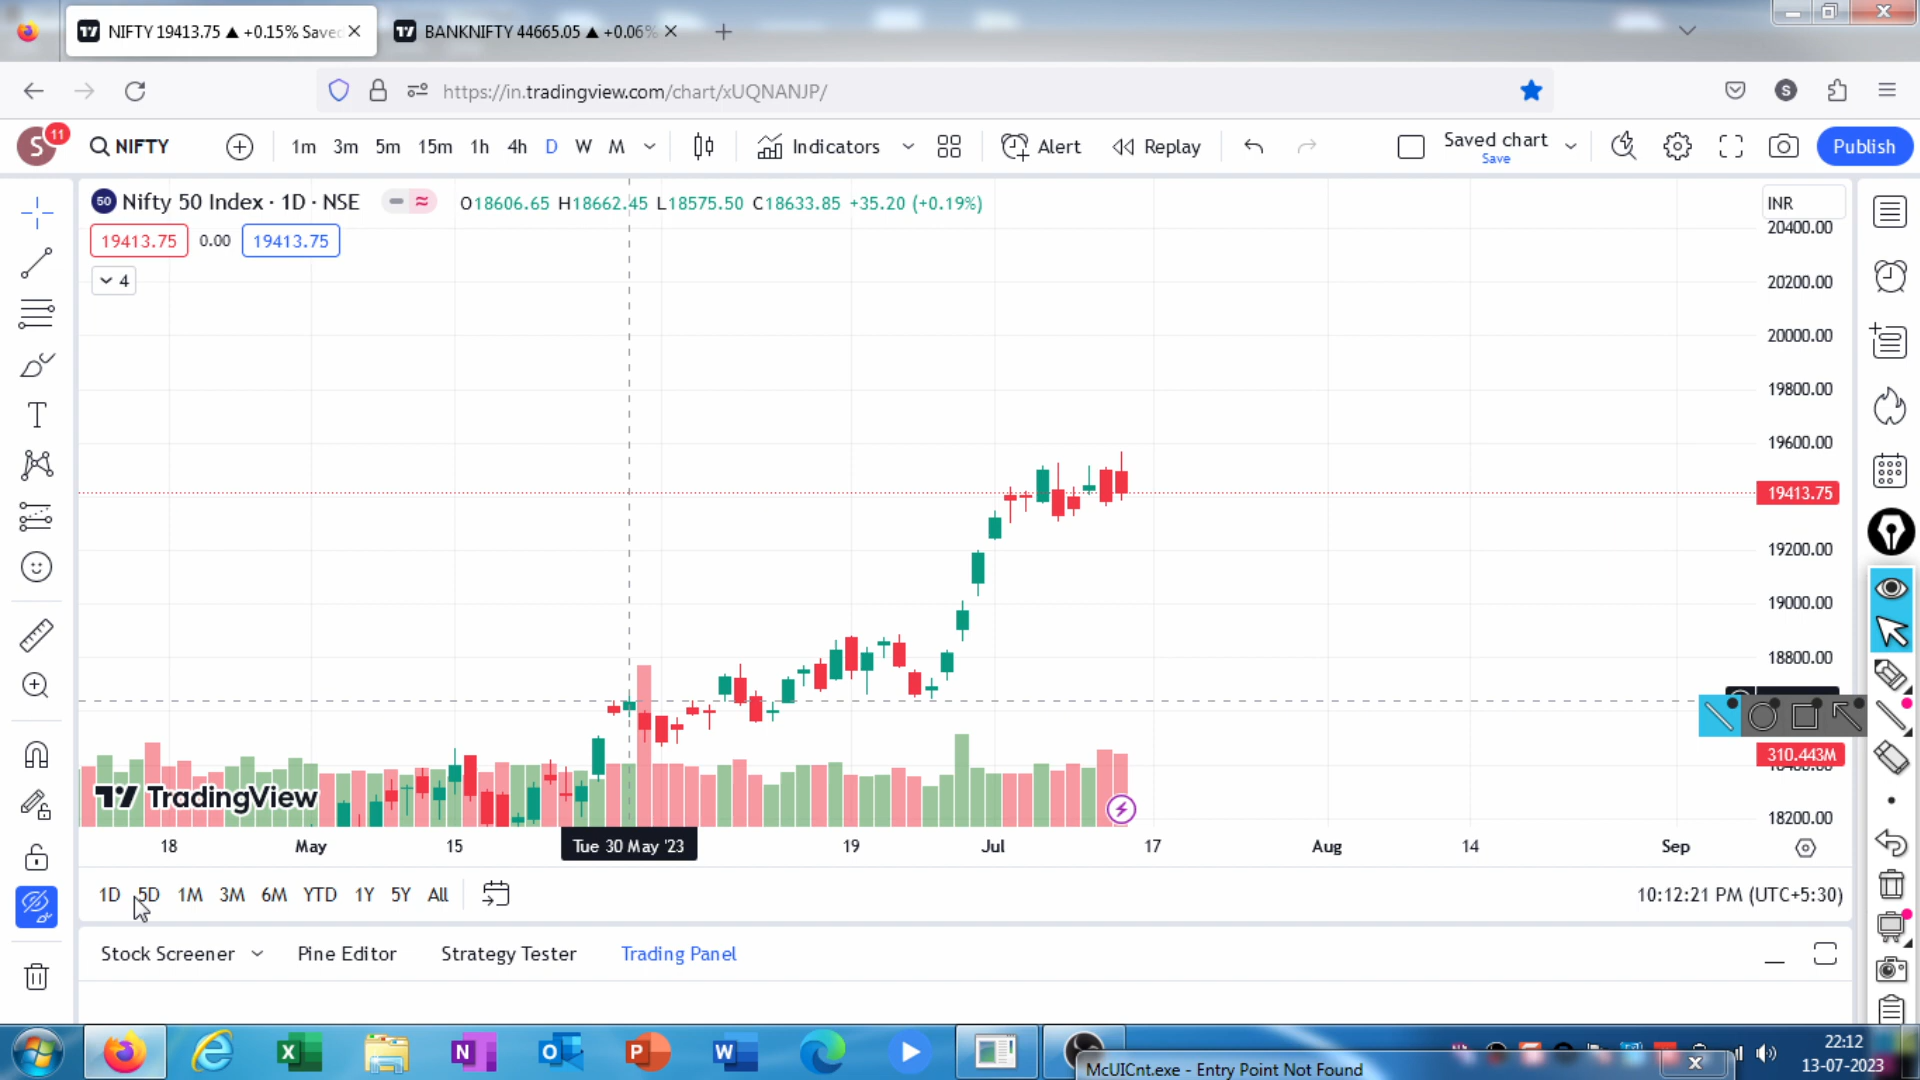 NIFTY 19413.75 ▲ +0.15% Save
BANKNIFTY 44665.05 ▲ +0.06%
https://in.tradingview.com/chart/xUQNANJP/
S
S
11
NIFTY
1m 3m 5m 15m 1h 4h D W M
Indicators
Alert
Replay
Saved chart
Save
Publish
50 Nifty 50 Index · 1D · NSE
O18606.65 H18662.45 L18575.50 C18633.85 +35.20 (+0.19%)
INR
19413.75 0.00 19413.75
4
20400.00
20200.00
20000.00
19800.00
19600.00
19413.75
19200.00
19000.00
18800.00
310.443M
18200.00
TradingView
18 May 15 Tue 30 May '23 19 Jul 17 Aug 14 Sep
1D 5D 1M 3M 6M YTD 1Y 5Y All
10:12:21 PM (UTC+5:30)
Stock Screener Pine Editor Strategy Tester Trading Panel
22:12
13-07-2023
McUICnt.exe - Entry Point Not Found